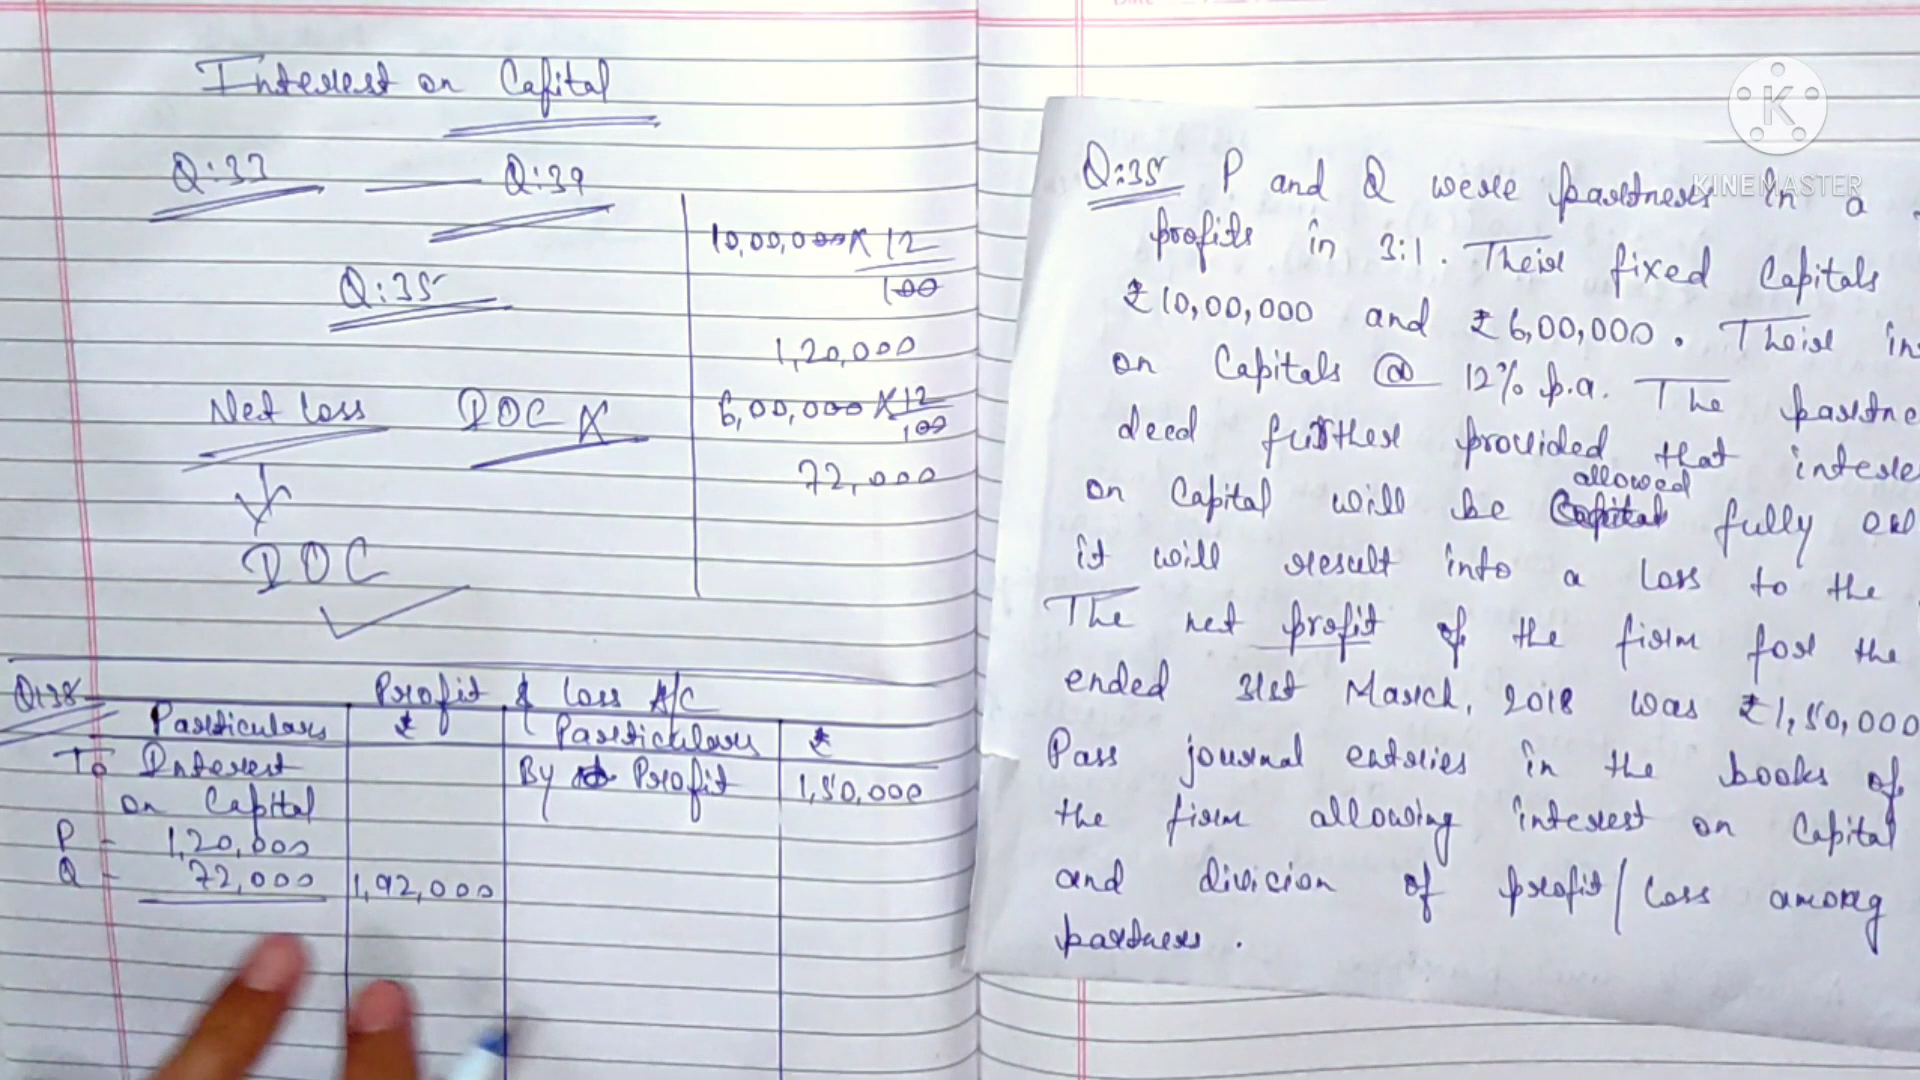 Interest on Capital
Q:33 — Q:39
Q:35
Net loss IOC X
IOC
10,00,000 X 12
100
1,20,000
6,00,000 X 12
100
72,000
Q:35 Profit & Loss A/C
Particulars ₹ Particulars ₹
To Interest
on Capital
By Profit 1,50,000
P - 1,20,000
Q - 72,000 1,92,000
KINEMASTER
Q:35 P and Q were partners in a
profits in 3:1. Their fixed Capitals
₹10,00,000 and ₹6,00,000. Their in
on Capitals @ 12% p.a. The partne
deed further provided that intere
on Capital will be allowed fully
it will result into a loss to the
The net profit of the firm for the
ended 31st March, 2018 was ₹1,50,000
Pass journal entries in the books of
the firm allowing interest on Capital
and division of profit/loss among
partners.